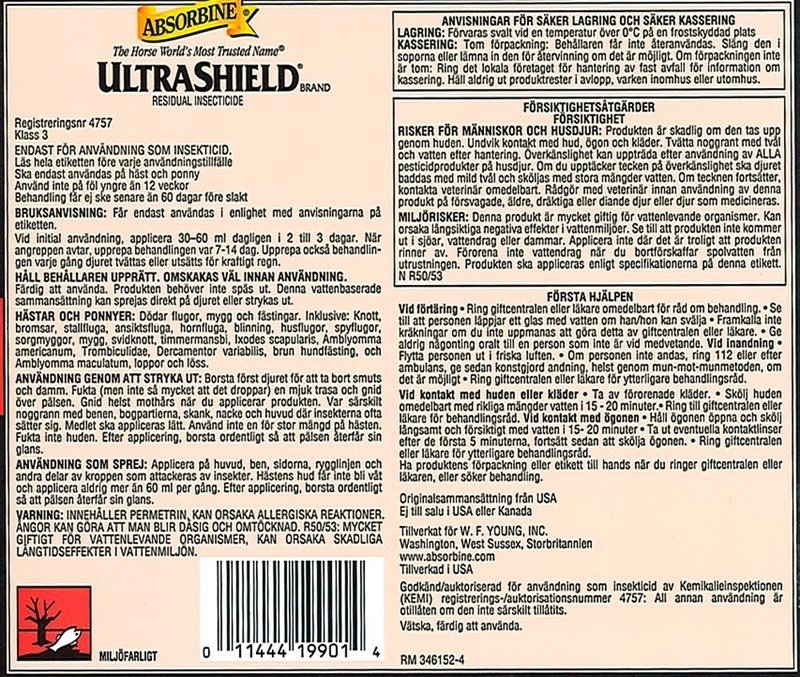 ABSORBINE
The Horse World's Most Trusted Name®
ULTRASHIELD® BRAND
RESIDUAL INSECTICIDE
Registreringsnr 4757
Klass 3
ENDAST FÖR ANVÄNDNING SOM INSEKTICID.
Läs hela etiketten före varje användningstillfälle
Ska endast användas på häst och ponny
Använd inte på föl yngre än 12 veckor
Behandling får ej ske senare än 60 dagar före slakt
BRUKSANVISNING: Får endast användas i enlighet med anvisningarna på
etiketten.
Vid initial användning, applicera 30–60 ml dagligen i 2 till 3 dagar. När
angreppen avtar, upprepa behandlingen var 7-14 dag. Upprepa också behandlin-
gen varje gång djuret tvättas eller utsätts för kraftigt regn.
HÅLL BEHÅLLAREN UPPRÄTT. OMSKAKAS VÄL INNAN ANVÄNDNING.
Färdig att använda. Produkten behöver inte späs ut. Denna vattenbaserade
sammansättning kan sprejas direkt på djuret eller strykas ut.
HÄSTAR OCH PONNYER: Dödar flugor, mygg och fästingar. Inklusive: Knott,
bromsar, stallfluga, ansiktsfluga, hornfluga, blinning, husflugor, spyflugor,
sorgmyggor, mygg, svidknott, timmermansbi, Ixodes scapularis, Amblyomma
americanum, Trombiculidae, Dercamentor variabilis, brun hundfästing, och
Amblyomma maculatum, loppor och löss.
ANVÄNDNING GENOM ATT STRYKA UT: Borsta först djuret för att ta bort smuts
och damm. Fukta (men inte så mycket att det droppar) en mjuk trasa och gnid
över pälsen. Gnid helst mothårs när du applicerar produkten. Var särskilt
noggrann med benen, bogpartierna, skank, nacke och huvud där insekterna ofta
sätter sig. Medlet ska appliceras lätt. Använd inte en för stor mängd på hästen.
Fukta inte huden. Efter applicering, borsta ordentligt så att pälsen återfår sin
glans.
ANVÄNDNING SOM SPREJ: Applicera på huvud, ben, sidorna, rygglinjen och
andra delar av kroppen som attackeras av insekter. Hästens hud får inte bli våt
och applicera aldrig mer än 60 ml per gång. Efter applicering, borsta ordentligt
så att pälsen återfår sin glans.
VARNING: INNEHÅLLER PERMETRIN, KAN ORSAKA ALLERGISKA REAKTIONER.
ÅNGOR KAN GÖRA ATT MAN BLIR DÅSIG OCH OMTÖCKNAD. R50/53: MYCKET
GIFTIGT FÖR VATTENLEVANDE ORGANISMER, KAN ORSAKA SKADLIGA
LÅNGTIDSEFFEKTER I VATTENMILJÖN.
MILJÖFARLIGT
0 11444 19901 4
ANVISNINGAR FÖR SÄKER LAGRING OCH SÄKER KASSERING
LAGRING: Förvaras svalt vid en temperatur över 0°C på en frostskyddad plats
KASSERING: Tom förpackning: Behållaren får inte återanvändas. Släng den i
soporna eller lämna in den för återvinning om det är möjligt. Om förpackningen inte
är tom: Ring det lokala företaget för hantering av fast avfall för information om
kassering. Häll aldrig ut produktrester i avlopp, varken inomhus eller utomhus.
FÖRSIKTIGHETSÅTGÄRDER
FÖRSIKTIGHET
RISKER FÖR MÄNNISKOR OCH HUSDJUR: Produkten är skadlig om den tas upp
genom huden. Undvik kontakt med hud, ögon och kläder. Tvätta noggrant med tvål
och vatten efter hantering. Överkänslighet kan uppträda efter användning av ALLA
pesticidprodukter på husdjur. Om du upptäcker tecken på överkänslighet ska djuret
baddas med mild tvål och sköljas med stora mängder vatten. Om tecken fortsätter,
kontakta veterinär omedelbart. Rådgör med veterinär innan användning av denna
produkt på försvagade, äldre, dräktiga eller diande djur eller djur som medicineras.
MILJÖRISKER: Denna produkt är mycket giftig för vattenlevande organismer. Kan
orsaka långsiktiga negativa effekter i vattenmiljöer. Se till att produkten inte kommer
ut i sjöar, vattendrag eller dammar. Applicera inte där det är troligt att produkten
rinner av. Förorena inte vattendrag när du bortförskaffar spolvatten från
utrustningen. Produkten ska appliceras enligt specifikationerna på denna etikett.
N R50/53
FÖRSTA HJÄLPEN
Vid förtäring • Ring giftcentralen eller läkare omedelbart för råd om behandling. • Se
till att personen läppjar ett glas med vatten om han/hon kan svälja • Framkalla inte
kräkningar om du inte uppmanas att göra detta av giftcentralen eller läkare. • Ge
aldrig någonting oralt till en person som inte är vid medvetande. Vid inandning •
Flytta personen ut i friska luften. • Om personen inte andas, ring 112 eller efter
ambulans, ge sedan konstgjord andning, helst genom mun-mot-munmetoden, om
det är möjligt • Ring giftcentralen eller läkare för ytterligare behandlingsråd.
Vid kontakt med huden eller kläder • Ta av förorenade kläder. • Skölj huden
omedelbart med rikliga mängder vatten i 15 - 20 minuter.• Ring till giftcentralen eller
läkare för behandlingsråd. Vid kontakt med ögonen • Håll ögonen öppna och skölj
långsamt och försiktigt med vatten i 15- 20 minuter • Ta ut eventuella kontaktlinser
efter de första 5 minuterna, fortsätt sedan att skölja ögonen. • Ring giftcentralen
eller läkare för ytterligare behandlingsråd.
Ha produktens förpackning eller etikett till hands när du ringer giftcentralen eller
läkaren, eller söker behandling.
Originalsammansättning från USA
Ej till salu i USA eller Kanada
Tillverkat för W. F. YOUNG, INC.
Washington, West Sussex, Storbritannien
www.absorbine.com
Tillverkad i USA
Godkänd/auktoriserad för användning som insekticid av Kemikalieinspektionen
(KEMI) registrerings-/auktorisationsnummer 4757: All annan användning är
otillåten om den inte särskilt tillåtits.
Vätska, färdig att använda.
RM 346152-4